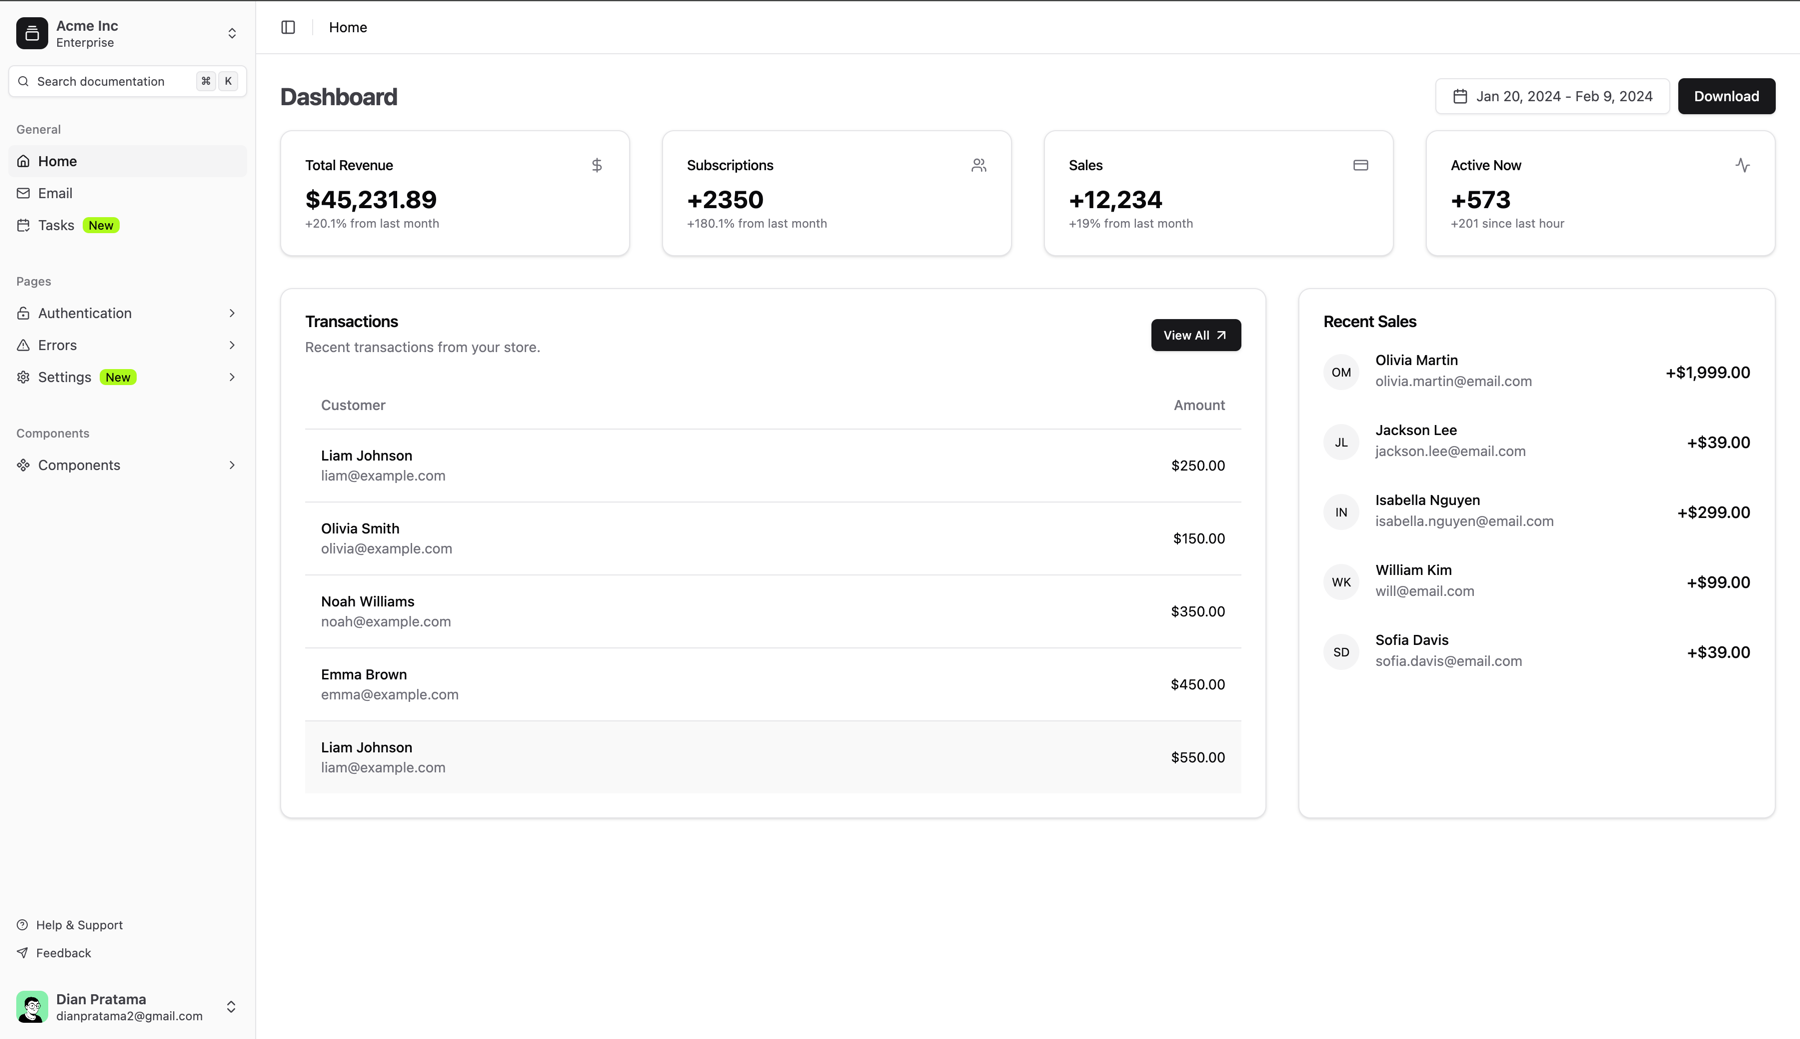 Acme Inc
Enterprise
Search documentation ⌘ K
General
Home
Email
Tasks New
Pages
Authentication
Errors
Settings New
Components
Components
Help & Support
Feedback
Dian Pratama
dianpratama2@gmail.com
Home
Dashboard
Jan 20, 2024 - Feb 9, 2024
Download
Total Revenue
$
$45,231.89
+20.1% from last month
Subscriptions
+2350
+180.1% from last month
Sales
+12,234
+19% from last month
Active Now
+573
+201 since last hour
Transactions
Recent transactions from your store.
View All
Customer Amount
Liam Johnson
liam@example.com
$250.00
Olivia Smith
olivia@example.com
$150.00
Noah Williams
noah@example.com
$350.00
Emma Brown
emma@example.com
$450.00
Liam Johnson
liam@example.com
$550.00
Recent Sales
OM
Olivia Martin
olivia.martin@email.com
+$1,999.00
JL
Jackson Lee
jackson.lee@email.com
+$39.00
IN
Isabella Nguyen
isabella.nguyen@email.com
+$299.00
WK
William Kim
will@email.com
+$99.00
SD
Sofia Davis
sofia.davis@email.com
+$39.00